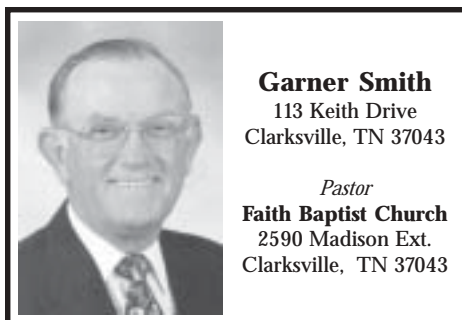 Garner Smith
113 Keith Drive
Clarksville, TN 37043
Pastor
Faith Baptist Church
2590 Madison Ext.
Clarksville, TN 37043